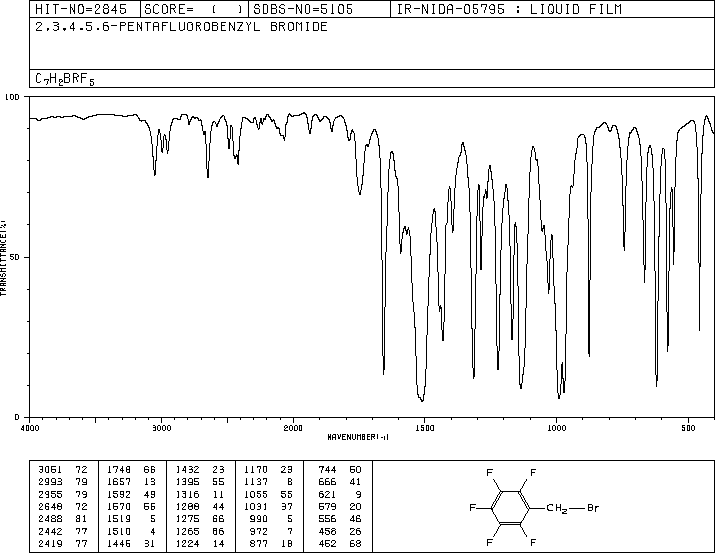 HIT-NO=2845 SCORE= ( ) SDBS-NO=5105 IR-NIDA-05795 : LIQUID FILM
2,3,4,5,6-PENTAFLUOROBENZYL BROMIDE
C7H2BRF5
100
50
0
TRANSMITTANCE(%)
4000 3000 2000 1500 1000 500
WAVENUMBER(-1)
3051 72 1748 66 1432 23 1170 23 744 50
2993 79 1657 13 1395 55 1137 8 666 41
2955 79 1592 49 1316 11 1055 55 621 9
2648 72 1570 55 1288 44 1031 37 579 20
2488 81 1519 5 1275 66 990 5 556 46
2442 77 1510 4 1265 66 972 7 458 26
2419 77 1446 31 1224 14 877 18 452 68
F F
F CH2 Br
F F